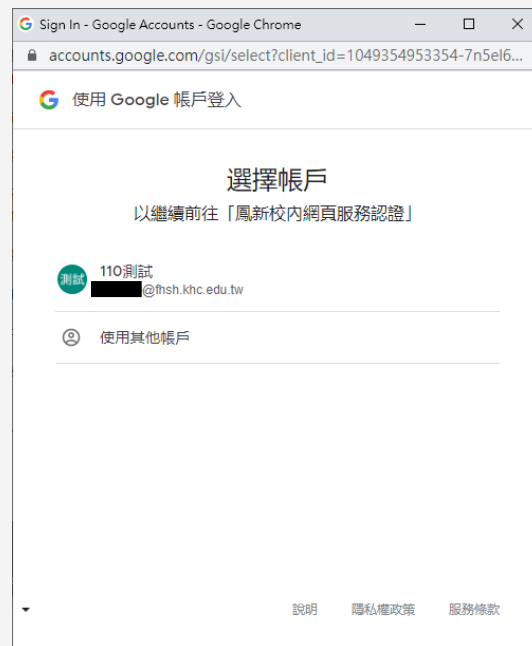 Sign In - Google Accounts - Google Chrome
accounts.google.com/gsi/select?client_id=1049354953354-7n5el6...
使用 Google 帳戶登入
選擇帳戶
以繼續前往「鳳新校內網頁服務認證」
測試
110測試
@fhsh.khc.edu.tw
使用其他帳戶
說明 隱私權政策 服務條款